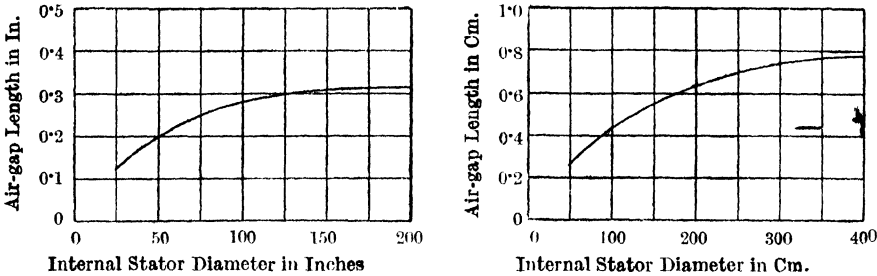 Air-gap Length in In.
0·5
0·4
0·3
0·2
0·1
0
0 50 100 150 200
Internal Stator Diameter in Inches
Air-gap Length in Cm.
1·0
0·8
0·6
0·4
0·2
0
0 100 200 300 400
Internal Stator Diameter in Cm.